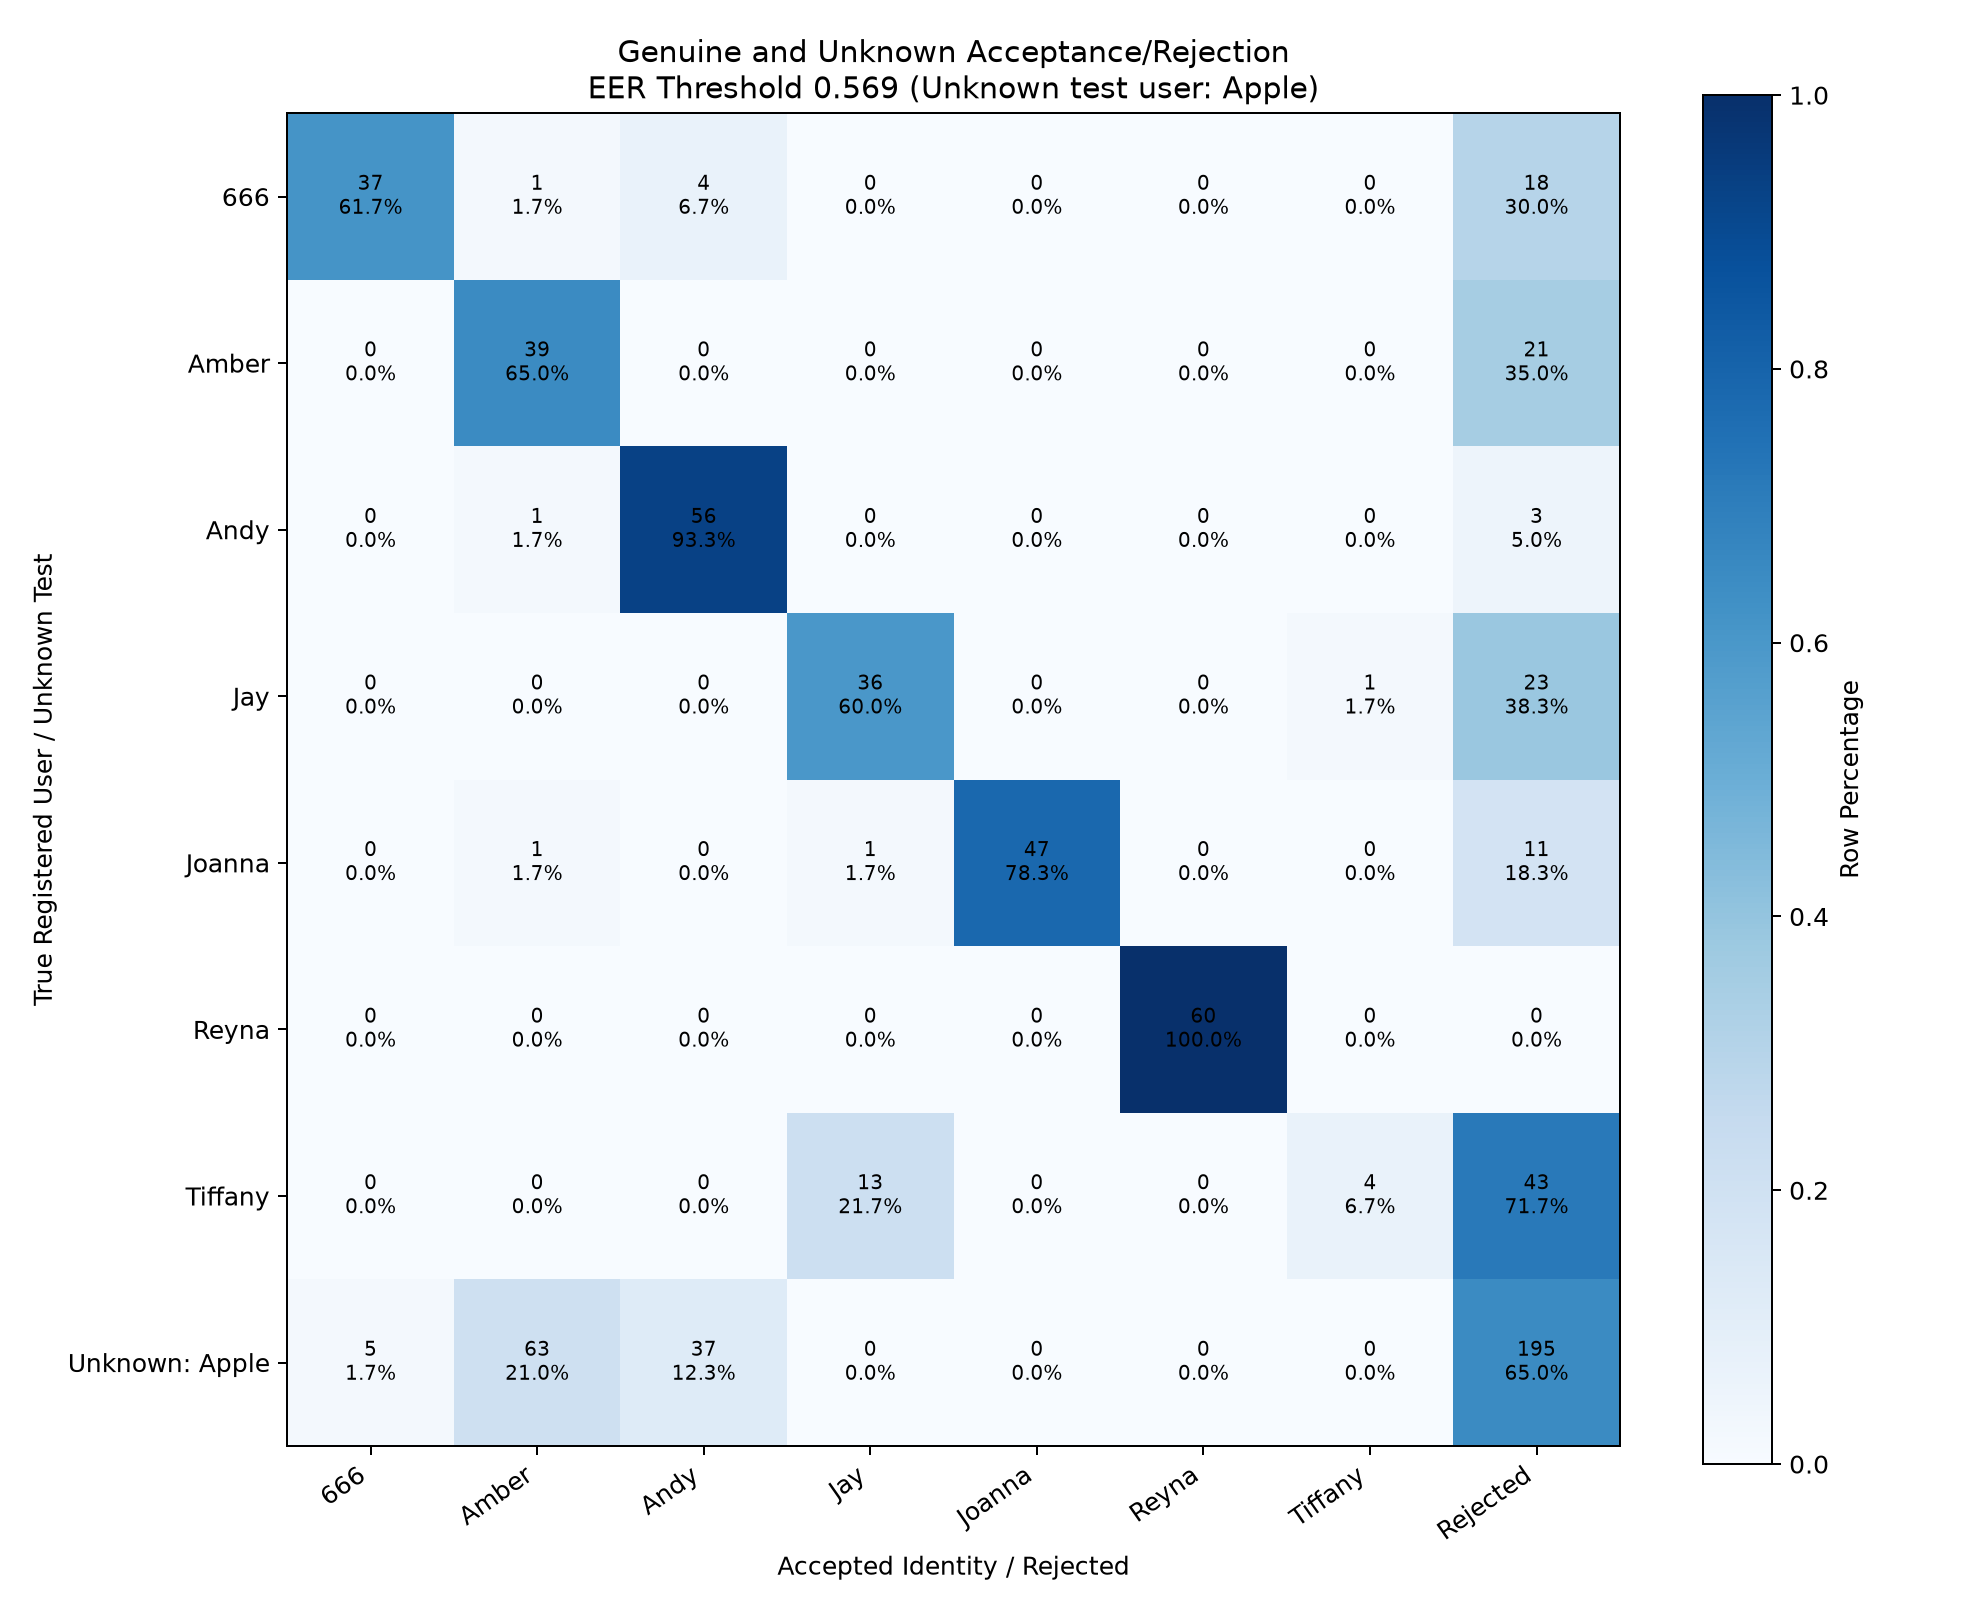 Genuine and Unknown Acceptance/Rejection
EER Threshold 0.569 (Unknown test user: Apple)
True Registered User / Unknown Test
666
37 1 4 0 0 0 0 18
61.7% 1.7% 6.7% 0.0% 0.0% 0.0% 0.0% 30.0%
Amber
0 39 0 0 0 0 0 21
0.0% 65.0% 0.0% 0.0% 0.0% 0.0% 0.0% 35.0%
Andy
0 1 56 0 0 0 0 3
0.0% 1.7% 93.3% 0.0% 0.0% 0.0% 0.0% 5.0%
Jay
0 0 0 36 0 0 1 23
0.0% 0.0% 0.0% 60.0% 0.0% 0.0% 1.7% 38.3%
Joanna
0 1 0 1 47 0 0 11
0.0% 1.7% 0.0% 1.7% 78.3% 0.0% 0.0% 18.3%
Reyna
0 0 0 0 0 60 0 0
0.0% 0.0% 0.0% 0.0% 0.0% 100.0% 0.0% 0.0%
Tiffany
0 0 0 13 0 0 4 43
0.0% 0.0% 0.0% 21.7% 0.0% 0.0% 6.7% 71.7%
Unknown: Apple
5 63 37 0 0 0 0 195
1.7% 21.0% 12.3% 0.0% 0.0% 0.0% 0.0% 65.0%
666 Amber Andy Jay Joanna Reyna Tiffany Rejected
Accepted Identity / Rejected
1.0
0.8
0.6
0.4
0.2
0.0
Row Percentage